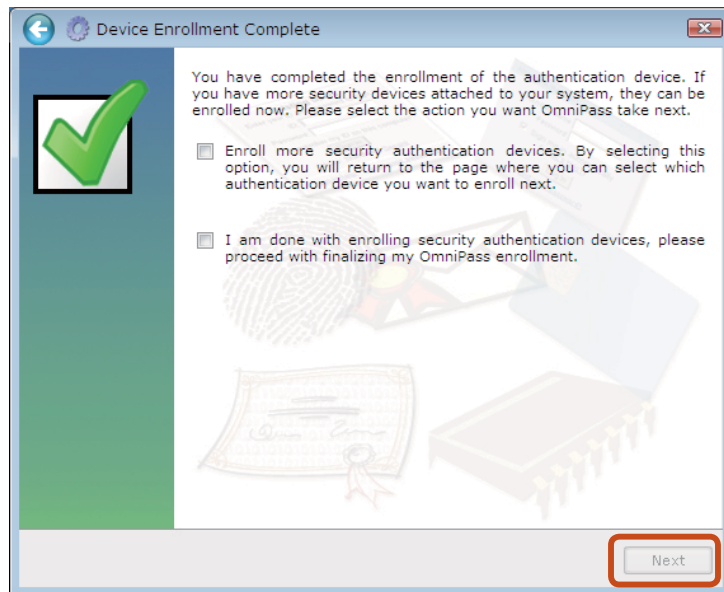 Device Enrollment Complete
You have completed the enrollment of the authentication device. If
you have more security devices attached to your system, they can be
enrolled now. Please select the action you want OmniPass take next.
Enroll more security authentication devices. By selecting this
option, you will return to the page where you can select which
authentication device you want to enroll next.
I am done with enrolling security authentication devices, please
proceed with finalizing my OmniPass enrollment.
Next